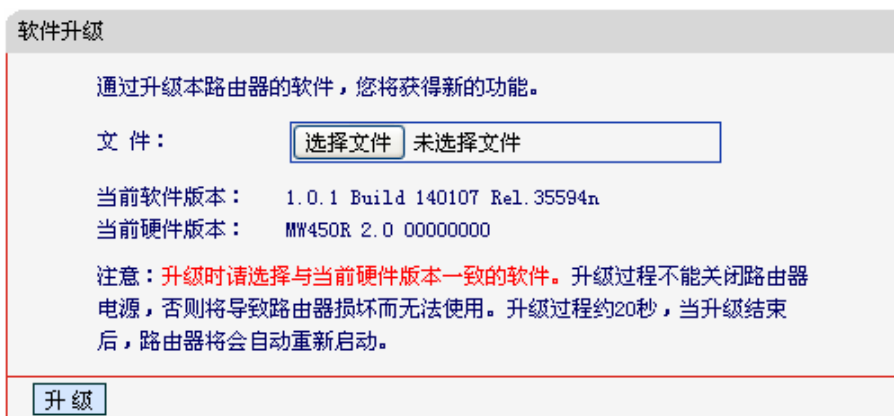 软件升级
通过升级本路由器的软件，您将获得新的功能。
文 件： 选择文件 未选择文件
当前软件版本： 1.0.1 Build 140107 Rel.35594n
当前硬件版本： MW450R 2.0 00000000
注意：升级时请选择与当前硬件版本一致的软件。升级过程不能关闭路由器
电源，否则将导致路由器损坏而无法使用。升级过程约20秒，当升级结束
后，路由器将会自动重新启动。
升 级